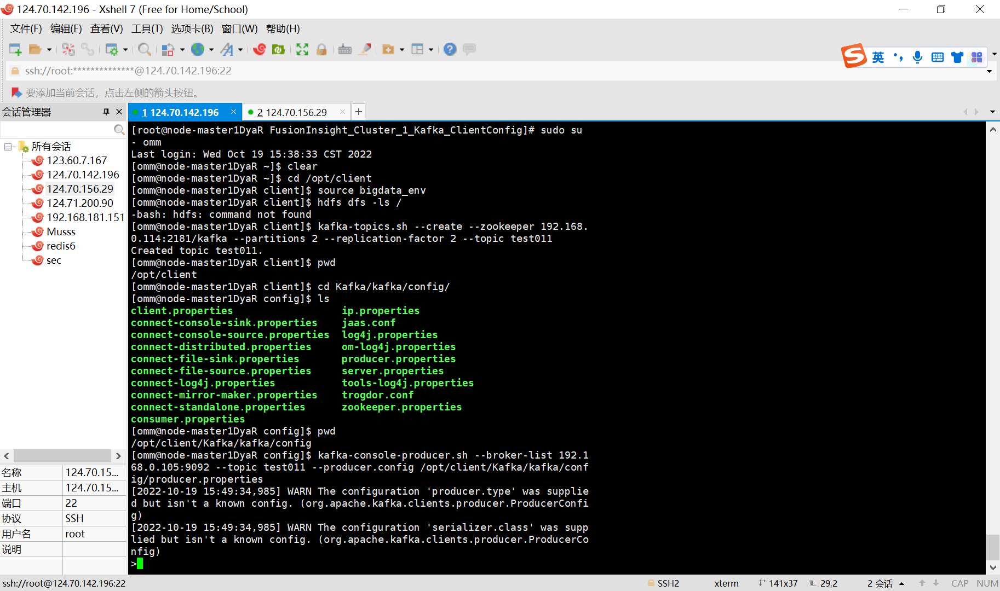 124.70.142.196 - Xshell 7 (Free for Home/School)
文件(F) 编辑(E) 查看(V) 工具(T) 选项卡(B) 窗口(W) 帮助(H)
英
ssh://root:**************@124.70.142.196:22
要添加当前会话，点击左侧的箭头按钮。
会话管理器
1 124.70.142.196
2 124.70.156.29
所有会话
123.60.7.167
124.70.142.196
124.70.156.29
124.71.200.90
192.168.181.151
Musss
redis6
sec
名称 124.70.15...
主机 124.70.15...
端口 22
协议 SSH
用户名 root
说明
[root@node-master1DyaR FusionInsight_Cluster_1_Kafka_ClientConfig]# sudo su
- omm
Last login: Wed Oct 19 15:38:33 CST 2022
[omm@node-master1DyaR ~]$ clear
[omm@node-master1DyaR ~]$ cd /opt/client
[omm@node-master1DyaR client]$ source bigdata_env
[omm@node-master1DyaR client]$ hdfs dfs -ls /
-bash: hdfs: command not found
[omm@node-master1DyaR client]$ kafka-topics.sh --create --zookeeper 192.168.
0.114:2181/kafka --partitions 2 --replication-factor 2 --topic test011
Created topic test011.
[omm@node-master1DyaR client]$ pwd
/opt/client
[omm@node-master1DyaR client]$ cd Kafka/kafka/config/
[omm@node-master1DyaR config]$ ls
client.properties ip.properties
connect-console-sink.properties jaas.conf
connect-console-source.properties log4j.properties
connect-distributed.properties om-log4j.properties
connect-file-sink.properties producer.properties
connect-file-source.properties server.properties
connect-log4j.properties tools-log4j.properties
connect-mirror-maker.properties trogdor.conf
connect-standalone.properties zookeeper.properties
consumer.properties
[omm@node-master1DyaR config]$ pwd
/opt/client/Kafka/kafka/config
[omm@node-master1DyaR config]$ kafka-console-producer.sh --broker-list 192.1
68.0.105:9092 --topic test011 --producer.config /opt/client/Kafka/kafka/conf
ig/producer.properties
[2022-10-19 15:49:34,985] WARN The configuration 'producer.type' was supplie
d but isn't a known config. (org.apache.kafka.clients.producer.ProducerConfi
g)
[2022-10-19 15:49:34,985] WARN The configuration 'serializer.class' was supp
lied but isn't a known config. (org.apache.kafka.clients.producer.ProducerCo
nfig)
>
ssh://root@124.70.142.196:22 SSH2 xterm 141x37 29,2 2 会话 CAP NUM